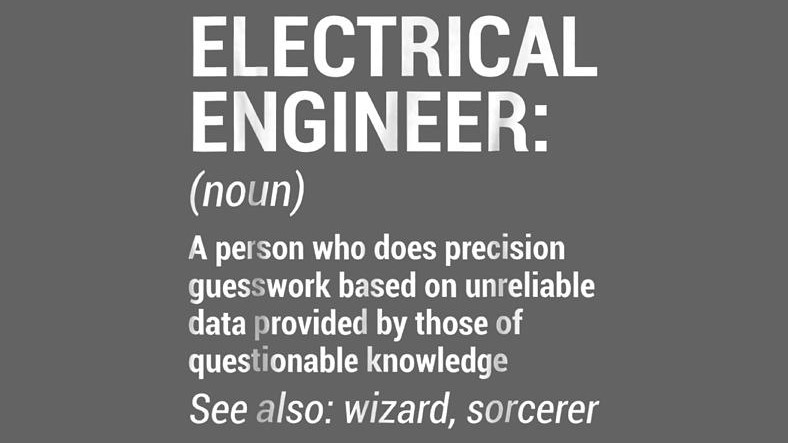 ELECTRICAL
ENGINEER:
(noun)
A person who does precision
guesswork based on unreliable
data provided by those of
questionable knowledge
See also: wizard, sorcerer